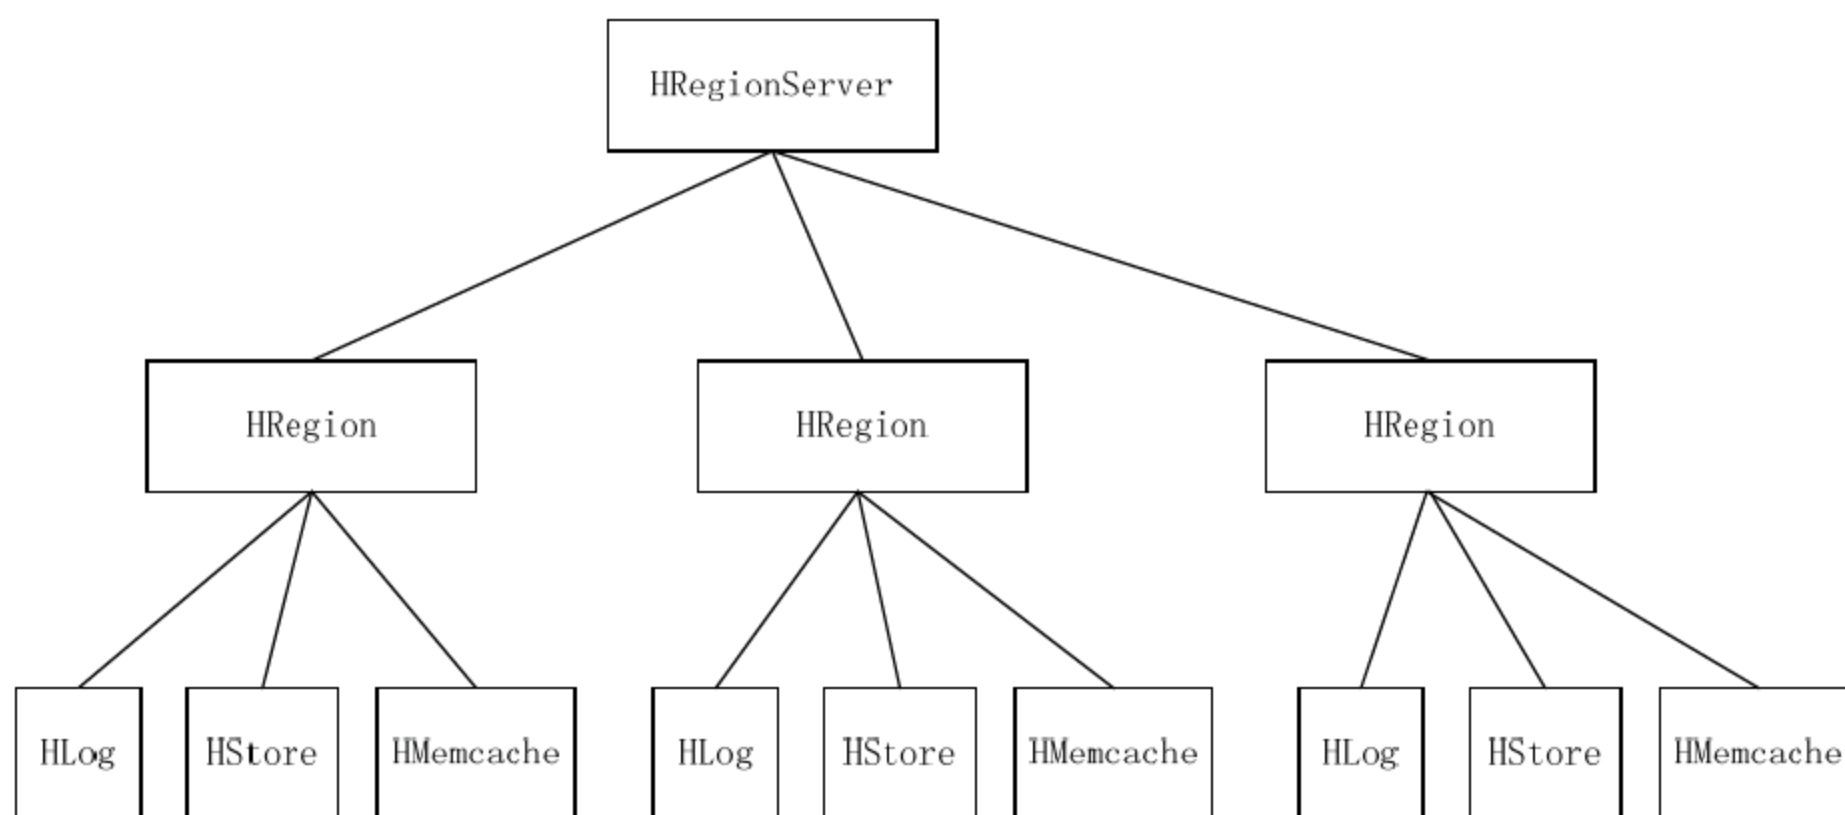 HRegionServer
HRegion
HRegion
HRegion
HLog
HStore
HMemcache
HLog
HStore
HMemcache
HLog
HStore
HMemcache